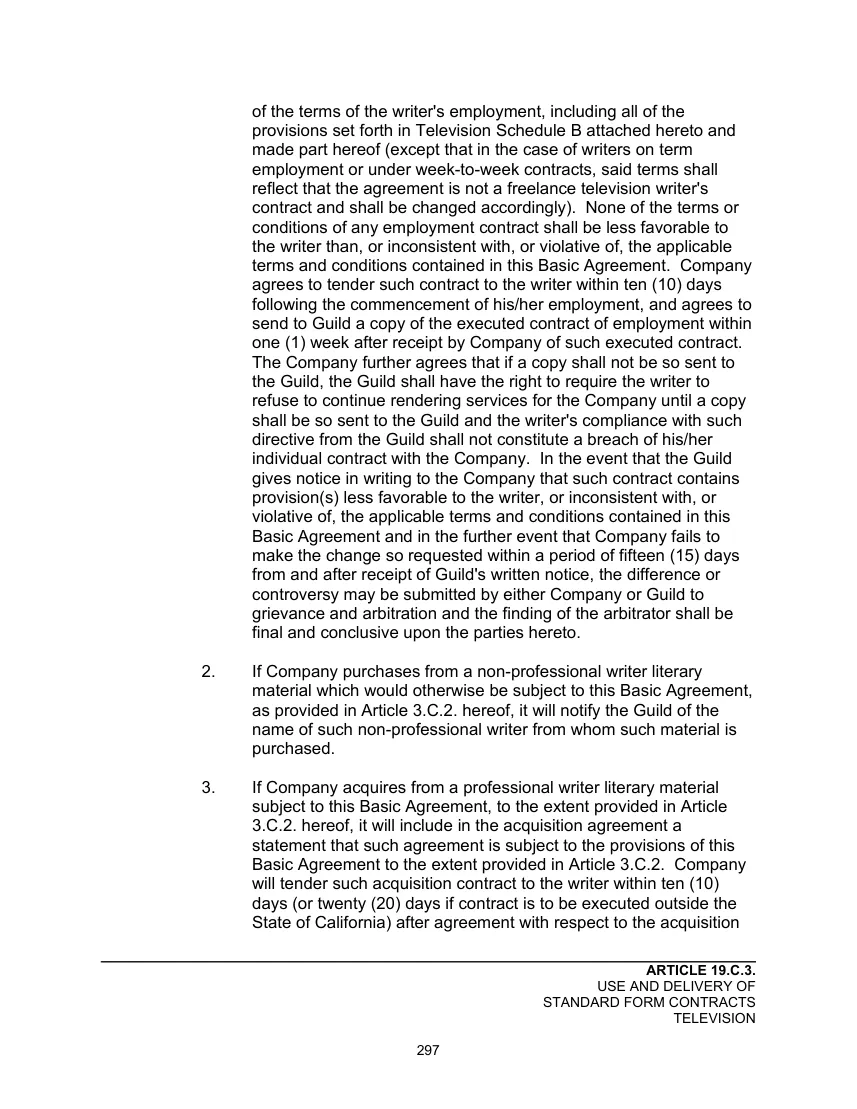 of the terms of the writer's employment, including all of the
provisions set forth in Television Schedule B attached hereto and
made part hereof (except that in the case of writers on term
employment or under week-to-week contracts, said terms shall
reflect that the agreement is not a freelance television writer's
contract and shall be changed accordingly).  None of the terms or
conditions of any employment contract shall be less favorable to
the writer than, or inconsistent with, or violative of, the applicable
terms and conditions contained in this Basic Agreement.  Company
agrees to tender such contract to the writer within ten (10) days
following the commencement of his/her employment, and agrees to
send to Guild a copy of the executed contract of employment within
one (1) week after receipt by Company of such executed contract.
The Company further agrees that if a copy shall not be so sent to
the Guild, the Guild shall have the right to require the writer to
refuse to continue rendering services for the Company until a copy
shall be so sent to the Guild and the writer's compliance with such
directive from the Guild shall not constitute a breach of his/her
individual contract with the Company.  In the event that the Guild
gives notice in writing to the Company that such contract contains
provision(s) less favorable to the writer, or inconsistent with, or
violative of, the applicable terms and conditions contained in this
Basic Agreement and in the further event that Company fails to
make the change so requested within a period of fifteen (15) days
from and after receipt of Guild's written notice, the difference or
controversy may be submitted by either Company or Guild to
grievance and arbitration and the finding of the arbitrator shall be
final and conclusive upon the parties hereto.
2. If Company purchases from a non-professional writer literary
material which would otherwise be subject to this Basic Agreement,
as provided in Article 3.C.2. hereof, it will notify the Guild of the
name of such non-professional writer from whom such material is
purchased.
3. If Company acquires from a professional writer literary material
subject to this Basic Agreement, to the extent provided in Article
3.C.2. hereof, it will include in the acquisition agreement a
statement that such agreement is subject to the provisions of this
Basic Agreement to the extent provided in Article 3.C.2.  Company
will tender such acquisition contract to the writer within ten (10)
days (or twenty (20) days if contract is to be executed outside the
State of California) after agreement with respect to the acquisition
ARTICLE 19.C.3.
USE AND DELIVERY OF
STANDARD FORM CONTRACTS
TELEVISION
297